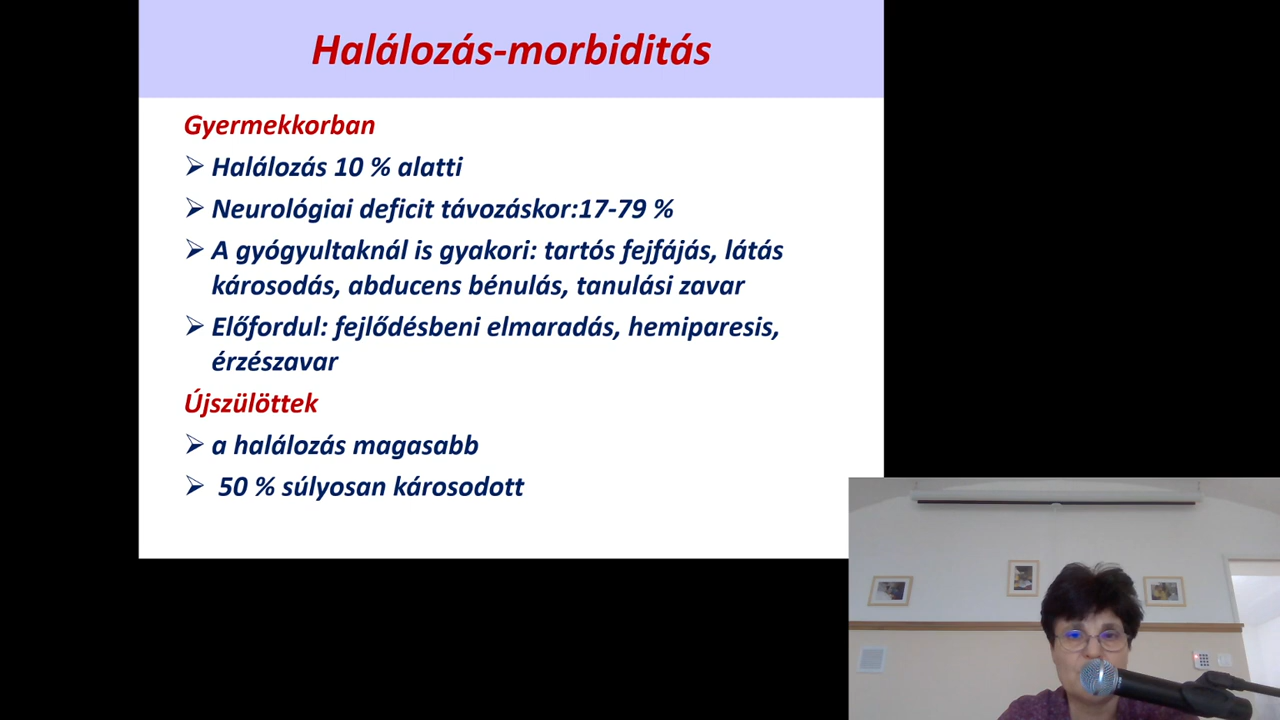 Halálozás-morbiditás
Gyermekkorban
Halálozás 10 % alatti
Neurológiai deficit távozáskor:17-79 %
A gyógyultaknál is gyakori: tartós fejfájás, látás
károsodás, abducens bénulás, tanulási zavar
Előfordul: fejlődésbeni elmaradás, hemiparesis,
érzészavar
Újszülöttek
a halálozás magasabb
50 % súlyosan károsodott